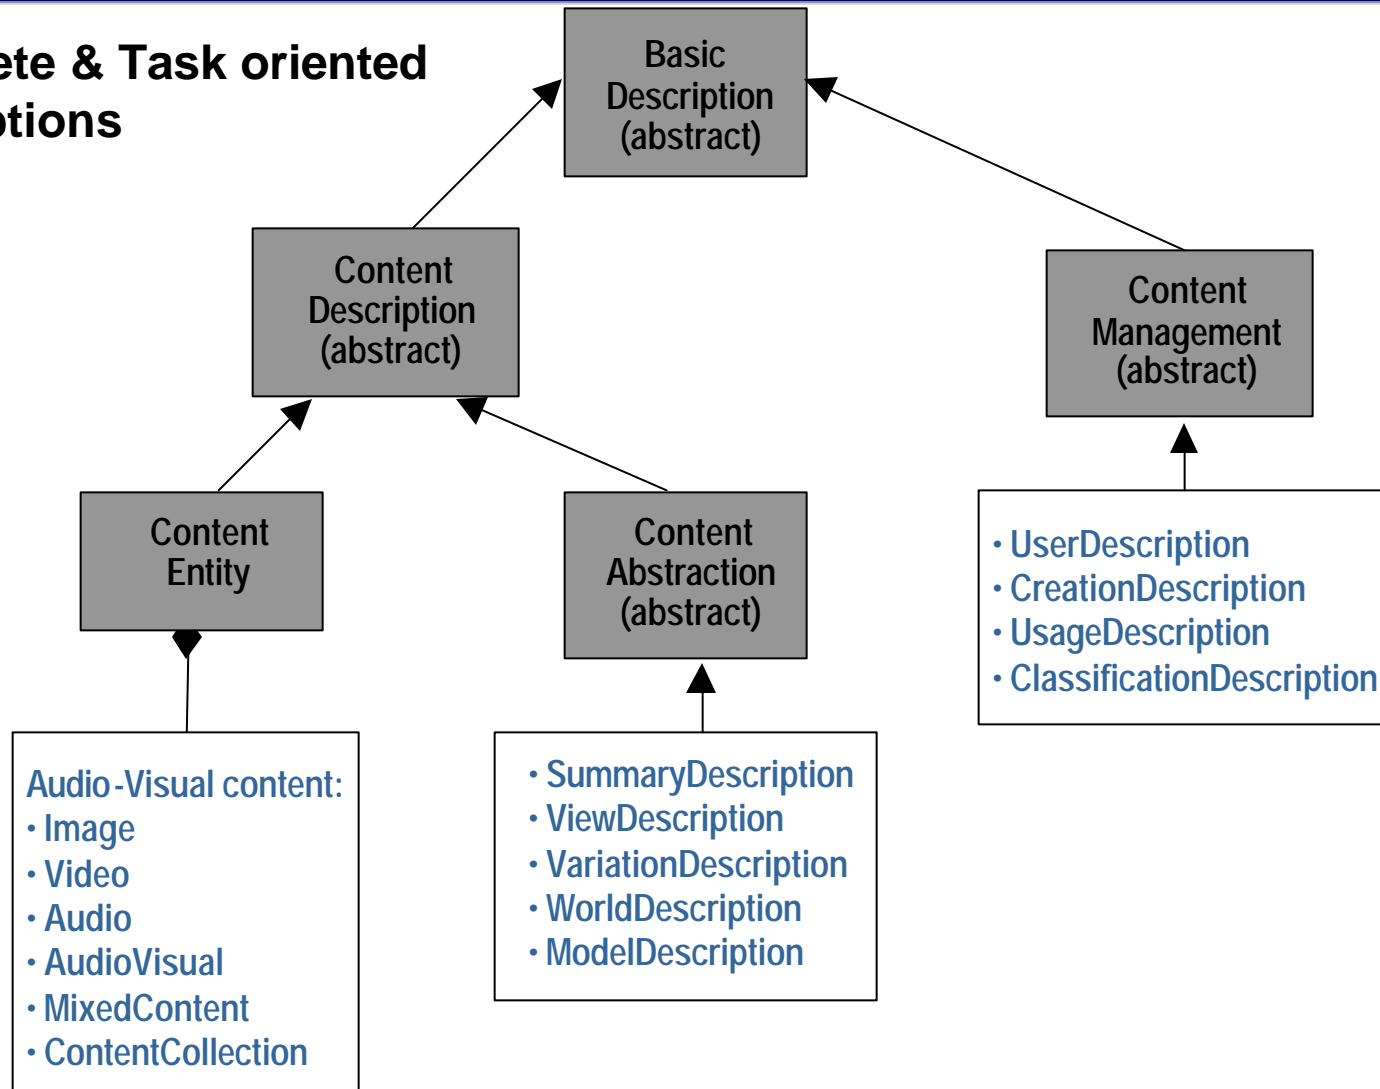 ete & Task oriented
ptions
Basic
Description
(abstract)
Content
Description
(abstract)
Content
Management
(abstract)
Content
Entity
Content
Abstraction
(abstract)
• UserDescription
• CreationDescription
• UsageDescription
• ClassificationDescription
Audio-Visual content:
• Image
• Video
• Audio
• AudioVisual
• MixedContent
• ContentCollection
• SummaryDescription
• ViewDescription
• VariationDescription
• WorldDescription
• ModelDescription